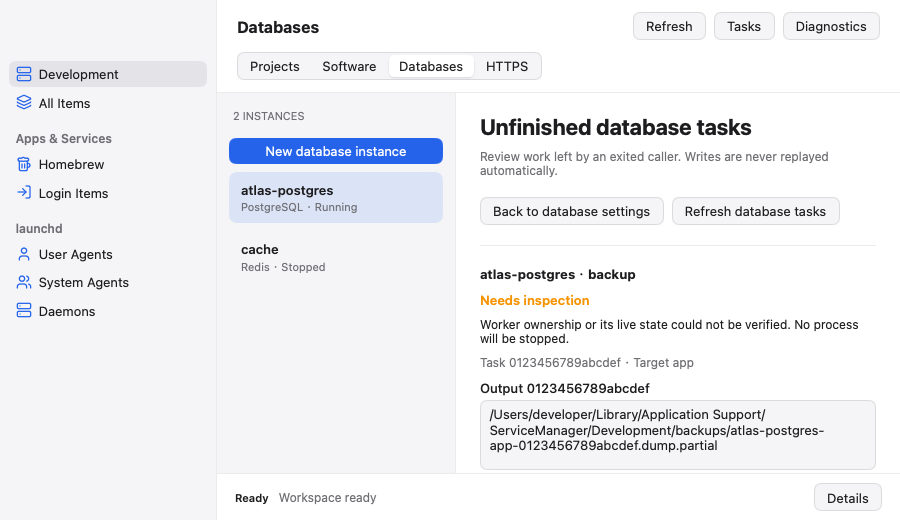 Development
All Items
Apps & Services
Homebrew
Login Items
launchd
User Agents
System Agents
Daemons
Databases
Refresh
Tasks
Diagnostics
Projects
Software
Databases
HTTPS
2 INSTANCES
New database instance
atlas-postgres
PostgreSQL · Running
cache
Redis · Stopped
Unfinished database tasks
Review work left by an exited caller. Writes are never replayed
automatically.
Back to database settings
Refresh database tasks
atlas-postgres · backup
Needs inspection
Worker ownership or its live state could not be verified. No process
will be stopped.
Task 0123456789abcdef · Target app
Output 0123456789abcdef
/Users/developer/Library/Application Support/
ServiceManager/Development/backups/atlas-postgres-
app-0123456789abcdef.dump.partial
Ready
Workspace ready
Details